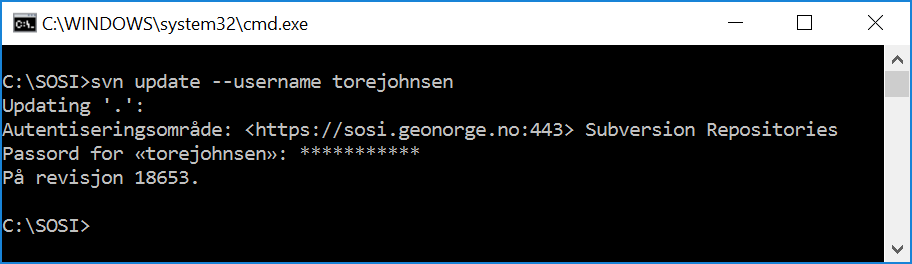 C:\WINDOWS\system32\cmd.exe
C:\SOSI>svn update --username torejohnsen
Updating '.':
Autentiseringsområde: <https://sosi.geonorge.no:443> Subversion Repositories
Passord for «torejohnsen»: ***********
På revisjon 18653.
C:\SOSI>